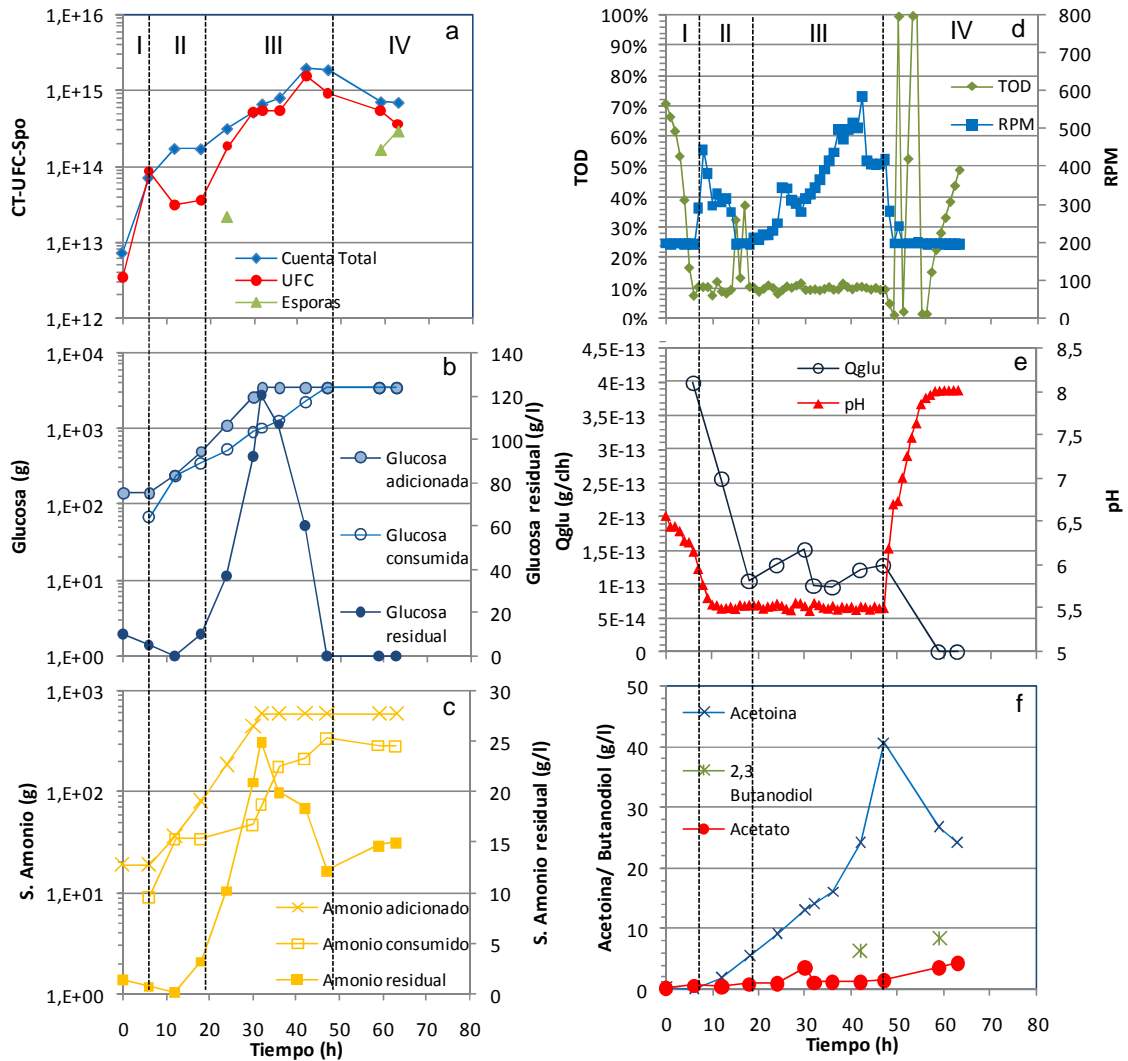 I II III IV a
1,E+16
1,E+15
1,E+14
1,E+13
1,E+12
CT-UFC-Spo
Cuenta Total
UFC
Esporas
I II III IV d
100%
90%
80%
70%
60%
50%
40%
30%
20%
10%
0%
TOD
800
700
600
500
400
300
200
100
0
RPM
TOD
RPM
b
1,E+04
1,E+03
1,E+02
1,E+01
1,E+00
Glucosa (g)
140
120
100
80
60
40
20
0
Glucosa residual (g/l)
Glucosa
adicionada
Glucosa
consumida
Glucosa
residual
e
4,5E-13
4E-13
3,5E-13
3E-13
2,5E-13
2E-13
1,5E-13
1E-13
5E-14
0
Qglu (g/clh)
8,5
8
7,5
7
6,5
6
5,5
5
pH
Qglu
pH
c
1,E+03
1,E+02
1,E+01
1,E+00
S. Amonio (g)
30
25
20
15
10
5
0
S. Amonio residual (g/l)
Amonio adicionado
Amonio consumido
Amonio residual
0 10 20 30 40 50 60 70 80
Tiempo (h)
f
50
40
30
20
10
0
Acetoina/ Butanodiol (g/l)
Acetoina
2,3
Butanodiol
Acetato
0 10 20 30 40 50 60 70 80
Tiempo (h)